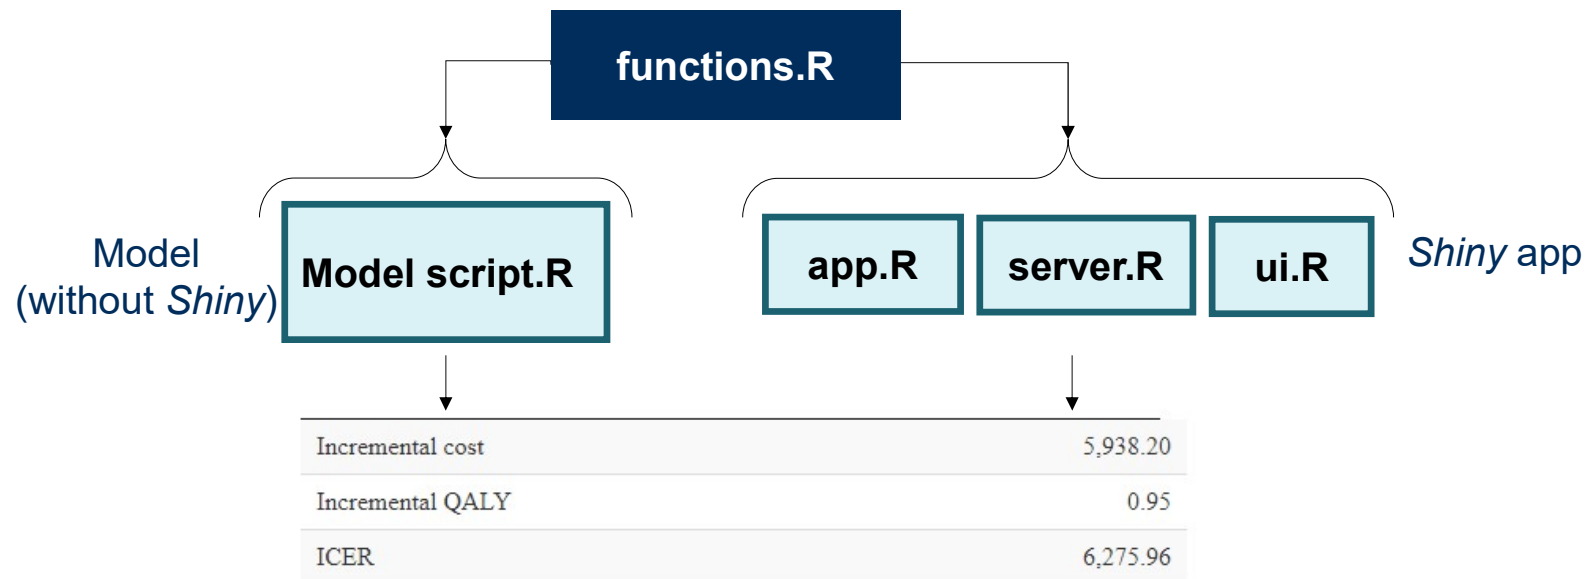 functions.R
Model
(without Shiny)
Model script.R
app.R
server.R
ui.R
Shiny app
Incremental cost 5,938.20
Incremental QALY 0.95
ICER 6,275.96